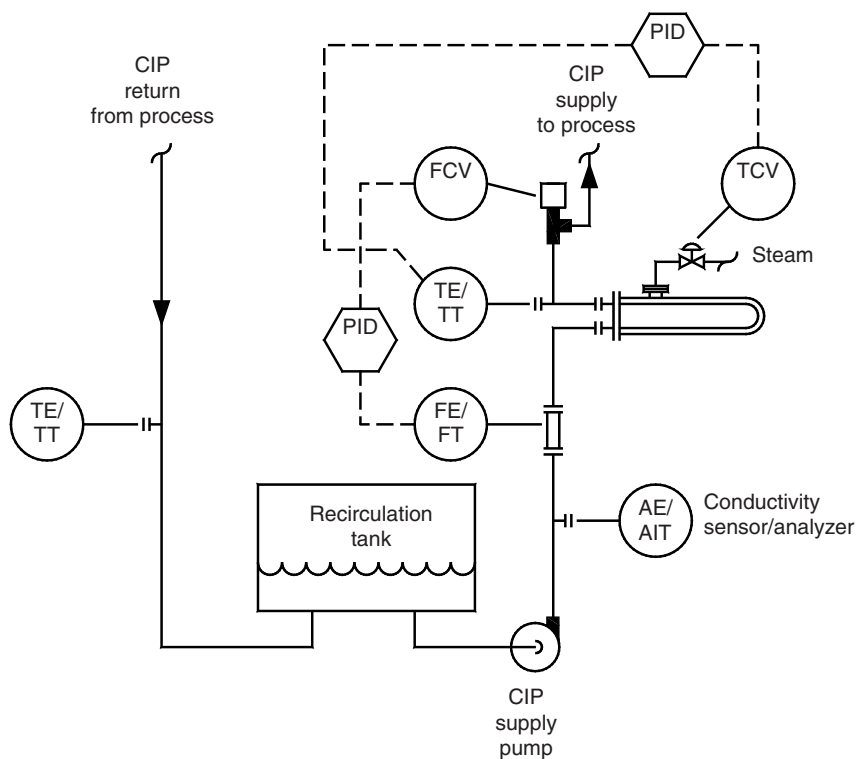 PID
CIP
return
from process
CIP
supply
to process
FCV
TCV
Steam
TE/
TT
PID
TE/
TT
FE/
FT
Recirculation
tank
AE/
AIT
Conductivity
sensor/analyzer
CIP
supply
pump